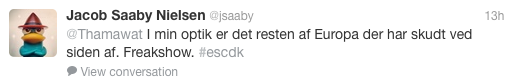 Jacob Saaby Nielsen @jsaaby 13h
@Thamawat I min optik er det resten af Europa der har skudt ved
siden af. Freakshow. #escdk
View conversation